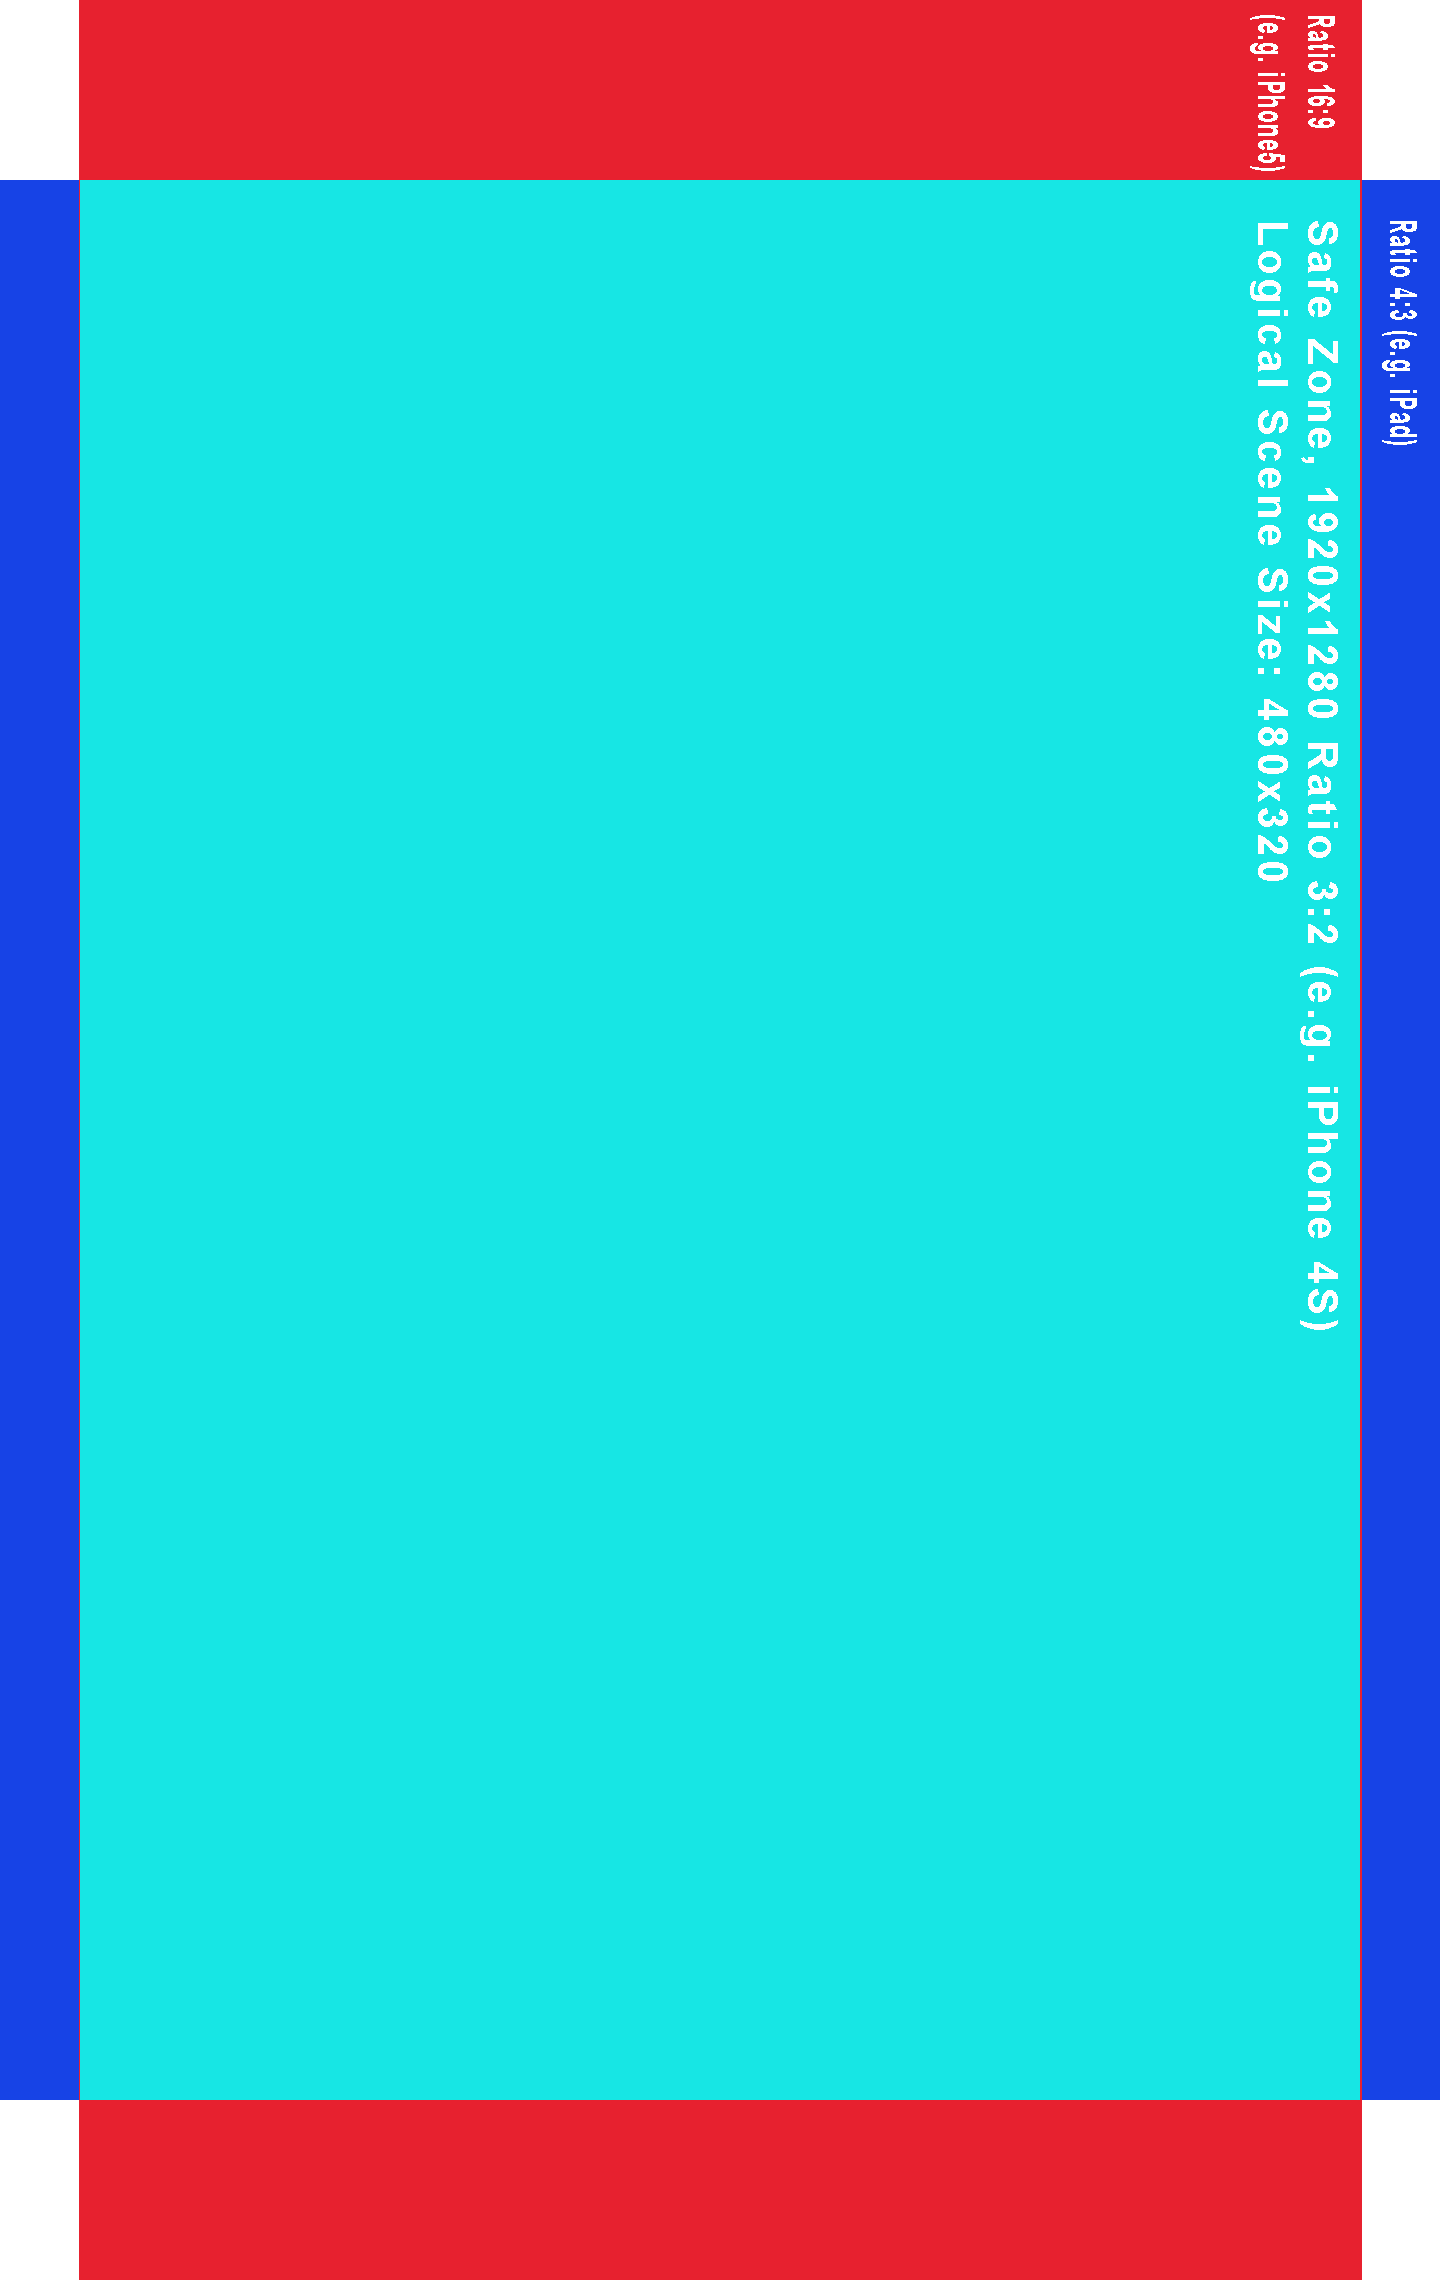 Ratio 4:3 (e.g. iPad)
Ratio 16:9
(e.g. iPhone5)
Safe Zone, 1920x1280 Ratio 3:2 (e.g. iPhone 4S)
Logical Scene Size: 480x320